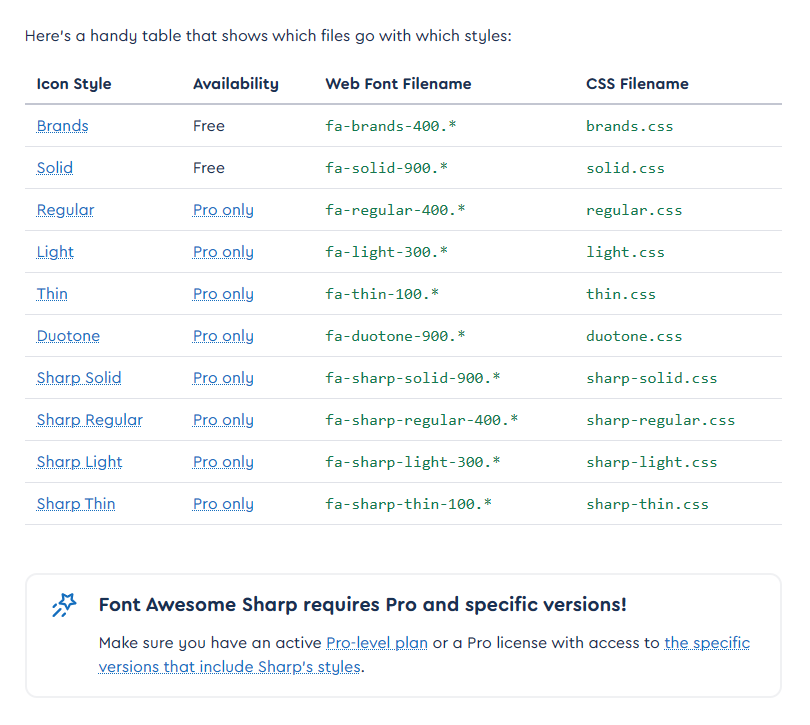 Here's a handy table that shows which files go with which styles:
Icon Style Availability Web Font Filename CSS Filename
Brands Free fa-brands-400.* brands.css
Solid Free fa-solid-900.* solid.css
Regular Pro only fa-regular-400.* regular.css
Light Pro only fa-light-300.* light.css
Thin Pro only fa-thin-100.* thin.css
Duotone Pro only fa-duotone-900.* duotone.css
Sharp Solid Pro only fa-sharp-solid-900.* sharp-solid.css
Sharp Regular Pro only fa-sharp-regular-400.* sharp-regular.css
Sharp Light Pro only fa-sharp-light-300.* sharp-light.css
Sharp Thin Pro only fa-sharp-thin-100.* sharp-thin.css
Font Awesome Sharp requires Pro and specific versions!
Make sure you have an active Pro-level plan or a Pro license with access to the specific
versions that include Sharp's styles.